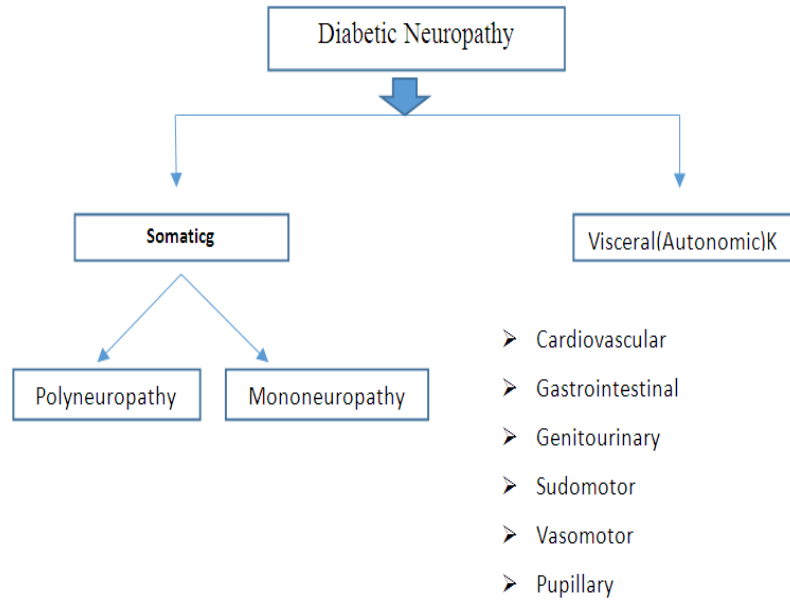 Diabetic Neuropathy
Somaticg
Visceral(Autonomic)K
Polyneuropathy
Mononeuropathy
Cardiovascular
Gastrointestinal
Genitourinary
Sudomotor
Vasomotor
Pupillary